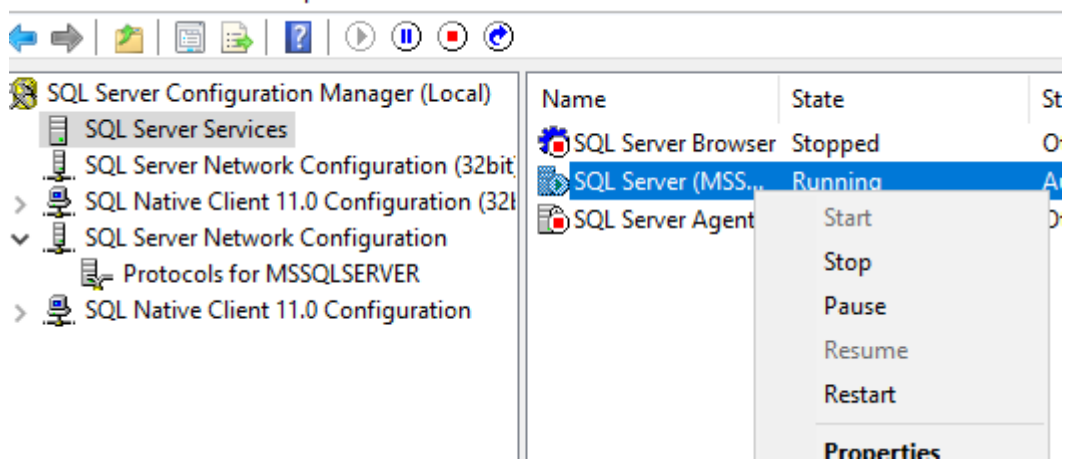 SQL Server Configuration Manager (Local)
SQL Server Services
SQL Server Network Configuration (32bit
SQL Native Client 11.0 Configuration (32
SQL Server Network Configuration
Protocols for MSSQLSERVER
SQL Native Client 11.0 Configuration
Name State St
SQL Server Browser Stopped
SQL Server (MSS... Running
SQL Server Agent
Start
Stop
Pause
Resume
Restart
Properties